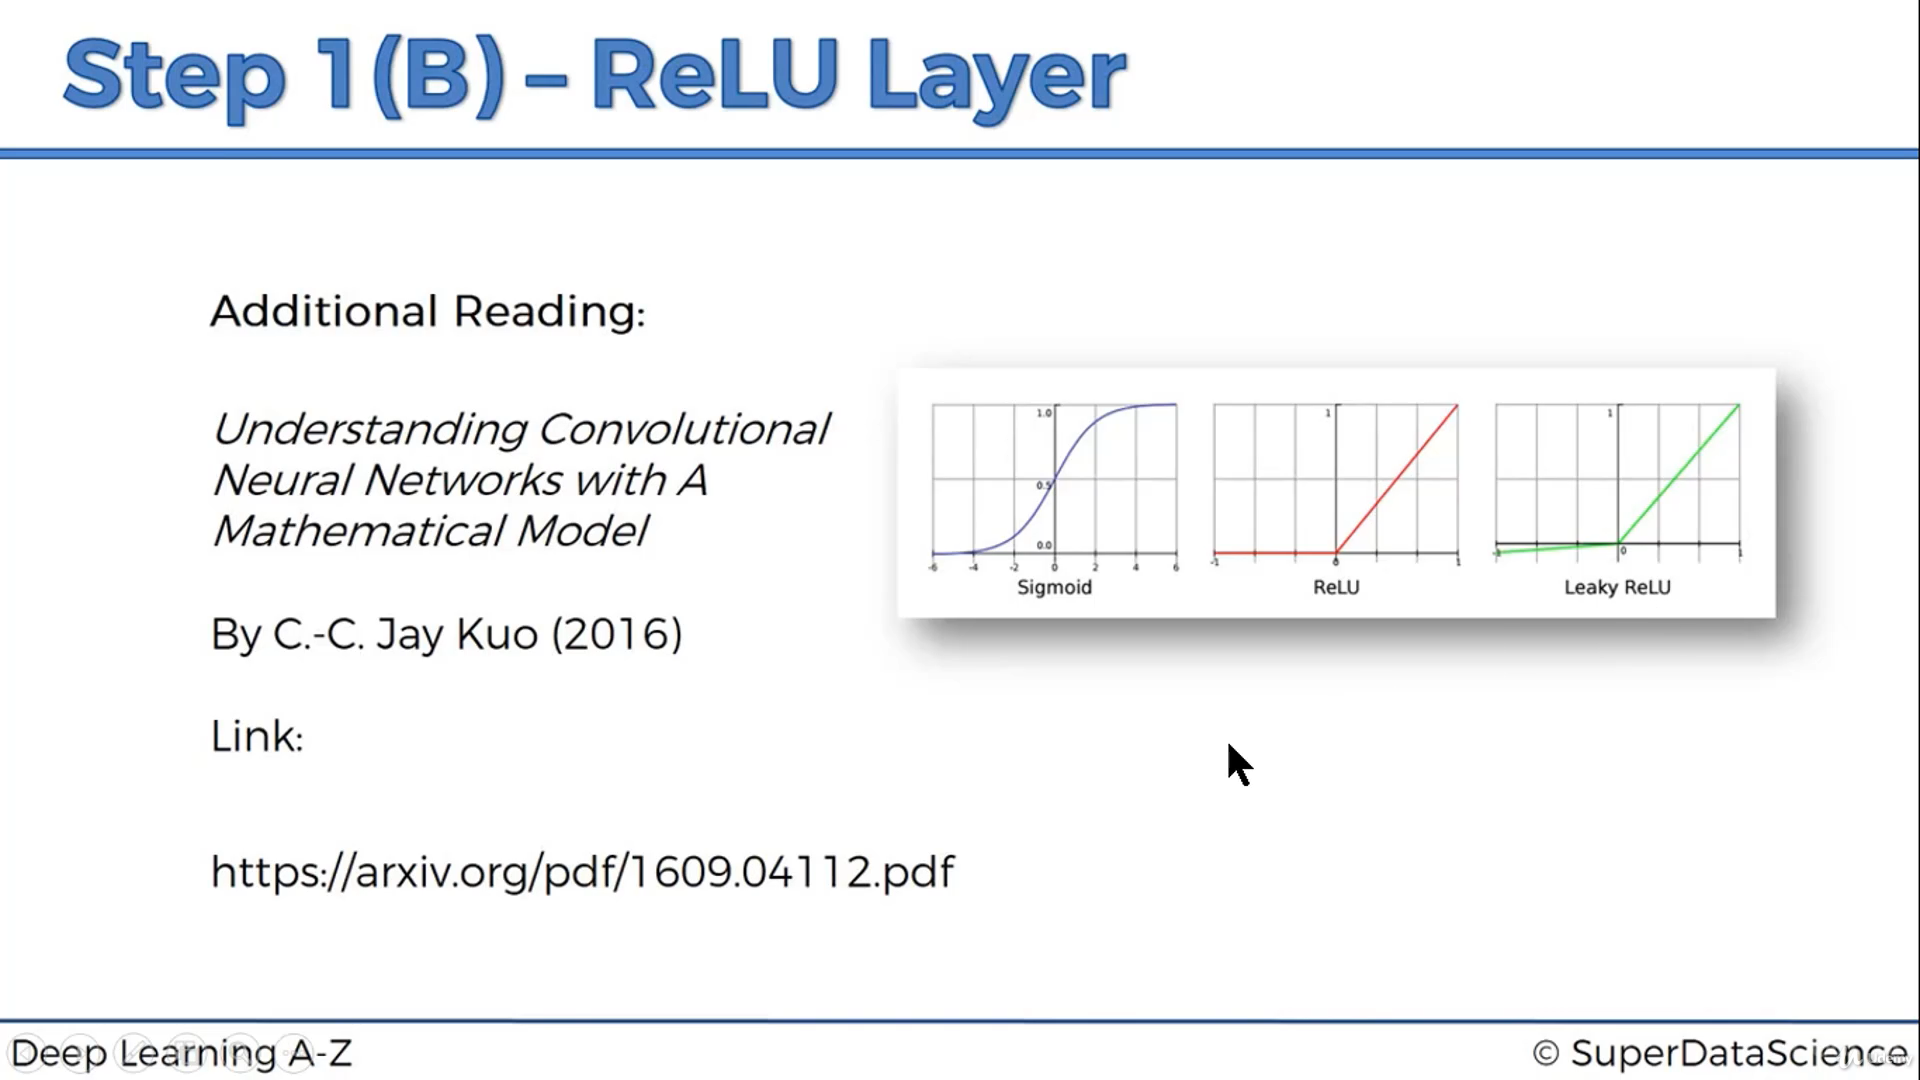 Step 1(B) – ReLU Layer
Additional Reading:
Understanding Convolutional
Neural Networks with A
Mathematical Model
By C.-C. Jay Kuo (2016)
Link:
https://arxiv.org/pdf/1609.04112.pdf
1.0
0.5
0.0
-6 -4 -2 0 2 4 6
Sigmoid
1
-1 0 1
ReLU
1
-1 0 1
Leaky ReLU
Deep Learning A-Z
© SuperDataScience